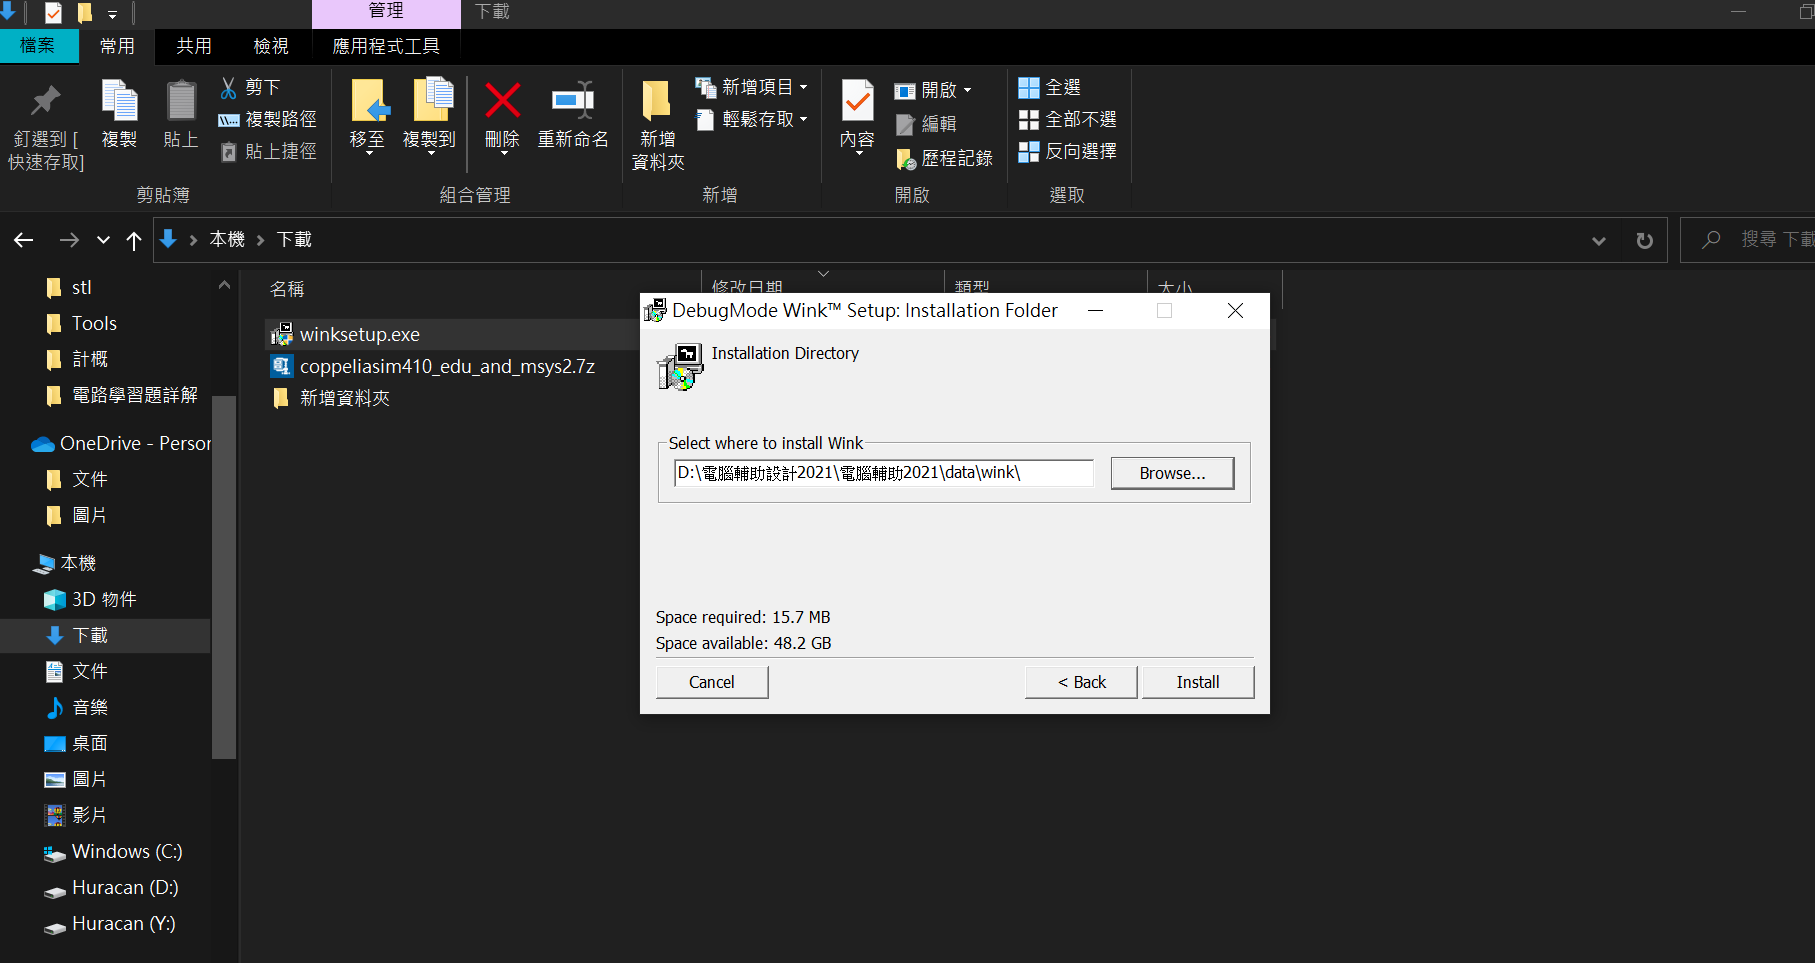 管理
下載
檔案
常用
共用
檢視
應用程式工具
釘選到 [
快速存取]
複製
貼上
剪下
複製路徑
貼上捷徑
剪貼簿
移至
複製到
刪除
重新命名
組合管理
新增
資料夾
新增項目
輕鬆存取
新增
內容
開啟
編輯
歷程記錄
開啟
全選
全部不選
反向選擇
選取
本機
下載
搜尋 下載
stl
Tools
計概
電路學習題詳解
OneDrive - Person
文件
圖片
本機
3D 物件
下載
文件
音樂
桌面
圖片
影片
Windows (C:)
Huracan (D:)
Huracan (Y:)
名稱
修改日期
類型
大小
winksetup.exe
coppeliasim410_edu_and_msys2.7z
新增資料夾
DebugMode Wink™ Setup: Installation Folder
Installation Directory
Select where to install Wink
D:\電腦輔助設計2021\電腦輔助2021\data\wink\
Browse...
Space required: 15.7 MB
Space available: 48.2 GB
Cancel
< Back
Install